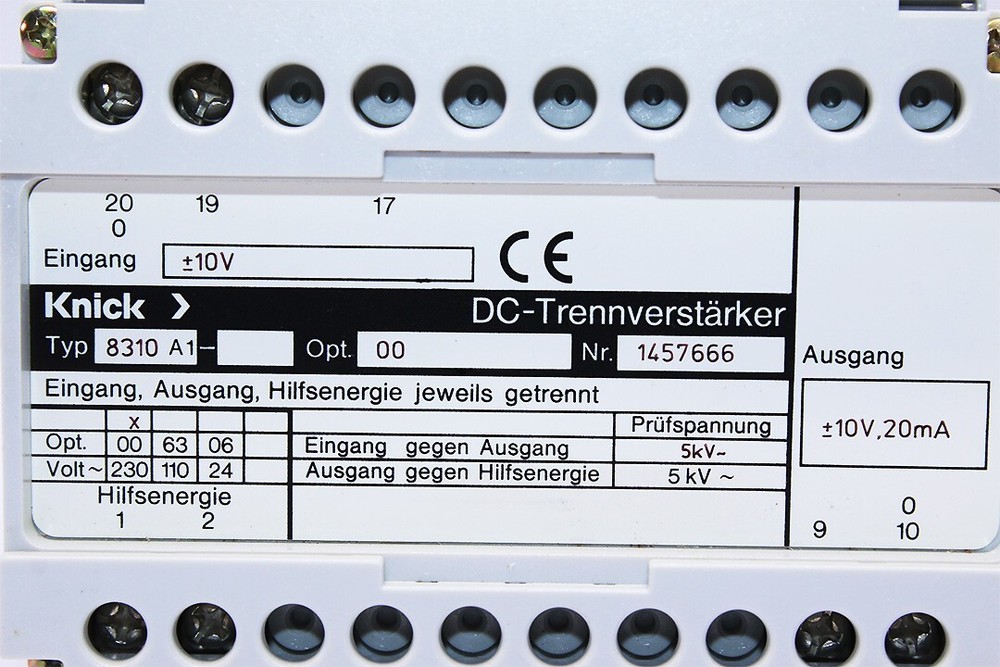 20 19 17
0
Eingang ±10V CE
Knick DC-Trennverstärker
Typ 8310 A1- Opt. 00 Nr. 1457666
Ausgang
±10V,20mA
Eingang, Ausgang, Hilfsenergie jeweils getrennt
x
Opt. 00 63 06
Volt~ 230 110 24
Hilfsenergie
1 2
Prüfspannung
Eingang gegen Ausgang 5kV~
Ausgang gegen Hilfsenergie 5 kV ~
0
9 10